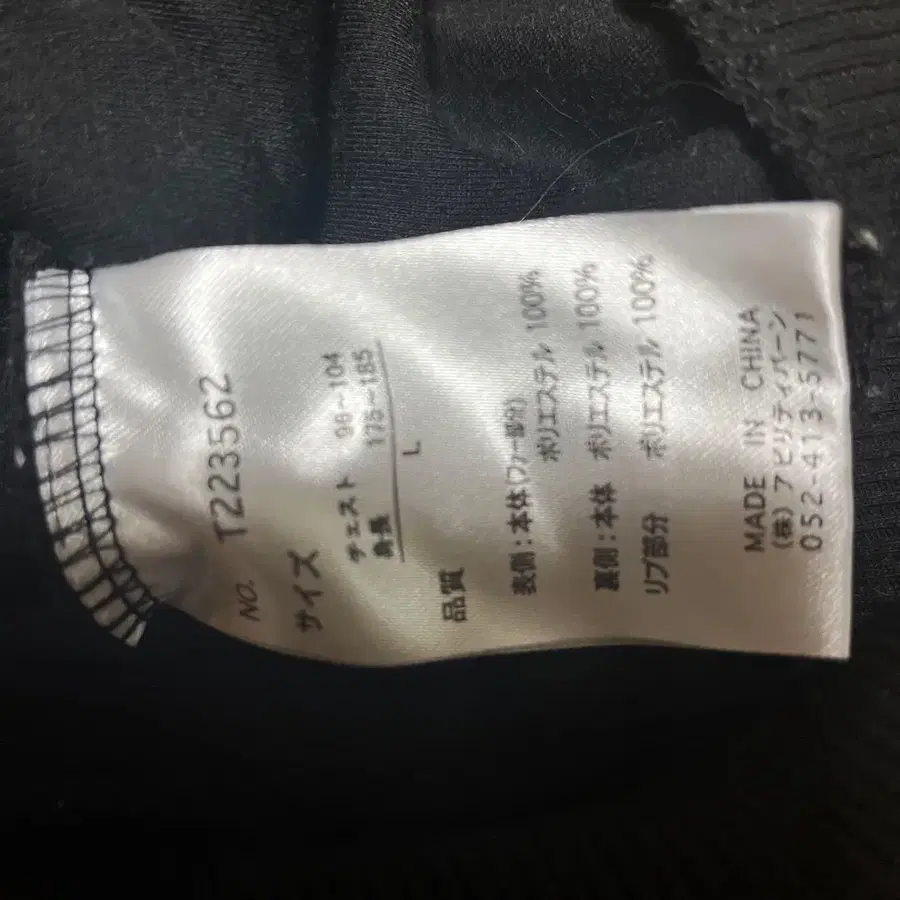 NO. T223562
サイズ
チェスト 96~104
身長 175~185
L
品質
表側:本体(ファー部分)
ポリエステル 100%
裏側:本体 ポリエステル 100%
リブ部分 ポリエステル 100%
MADE IN CHINA
(株)アビリティバーン
052-413-5771